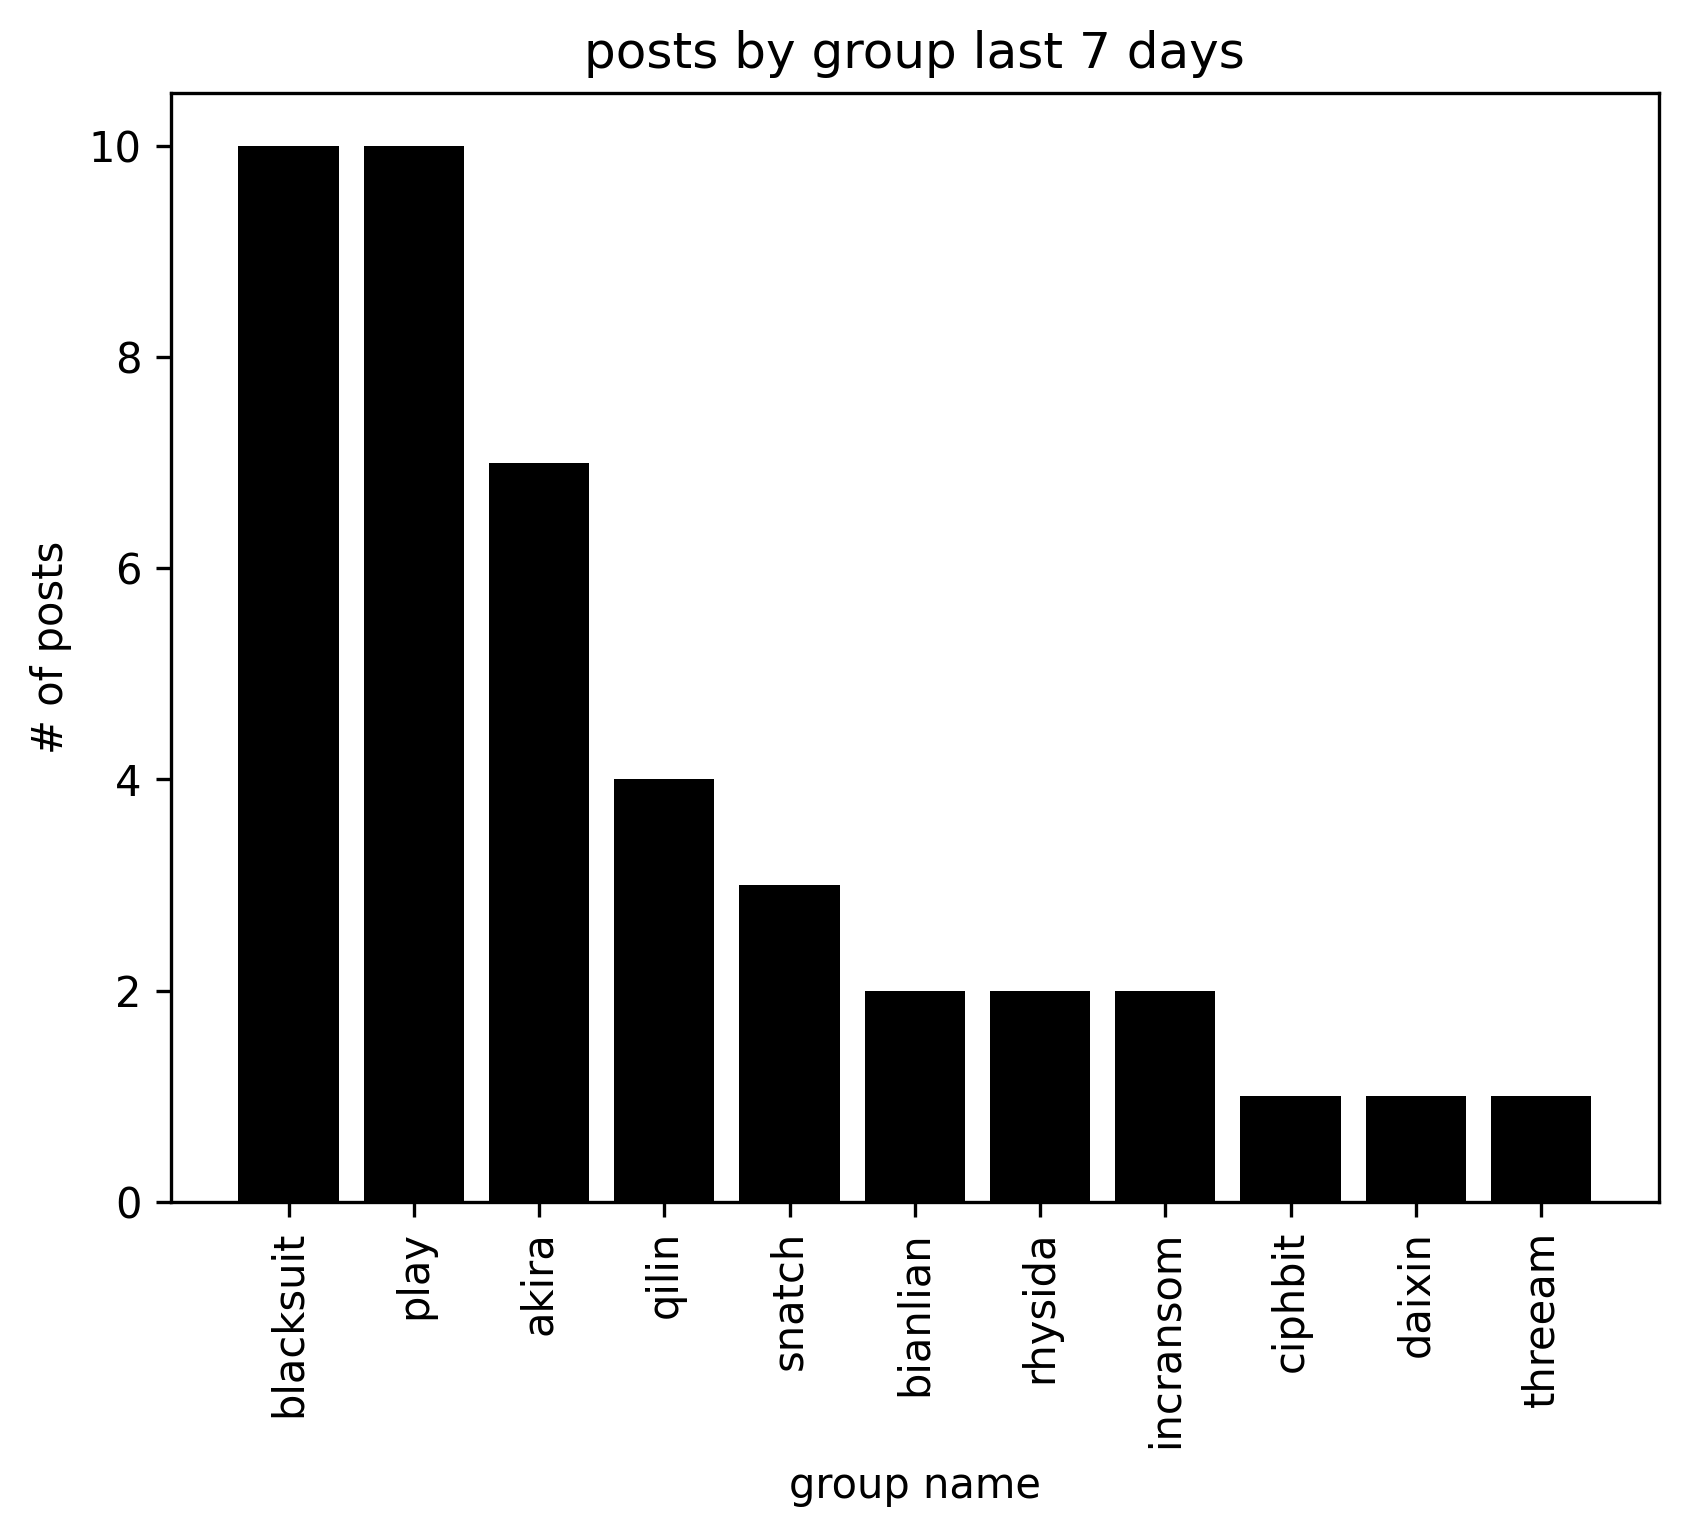 posts by group last 7 days
# of posts
10
8
6
4
2
0
blacksuit
play
akira
qilin
snatch
bianlian
rhysida
incransom
ciphbit
daixin
threeam
group name